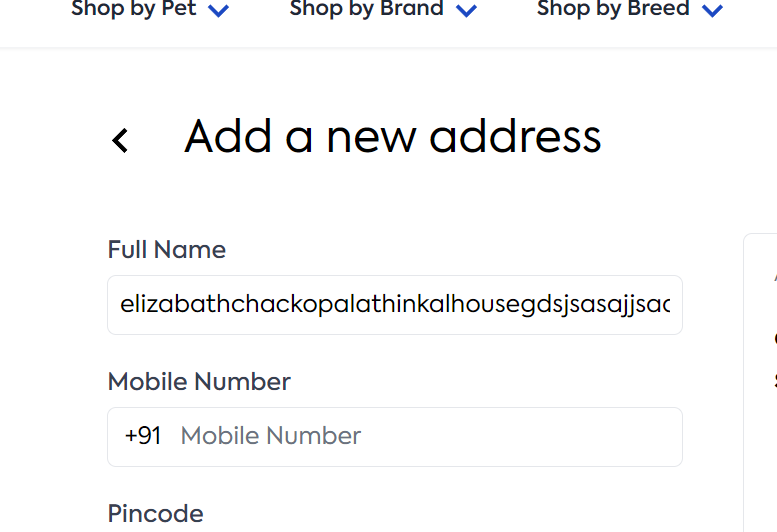 Shop by Pet Shop by Brand Shop by Breed
Add a new address
Full Name
elizabathchackopalathinkalhousegdsjsasajjsac
Mobile Number
+91 Mobile Number
Pincode